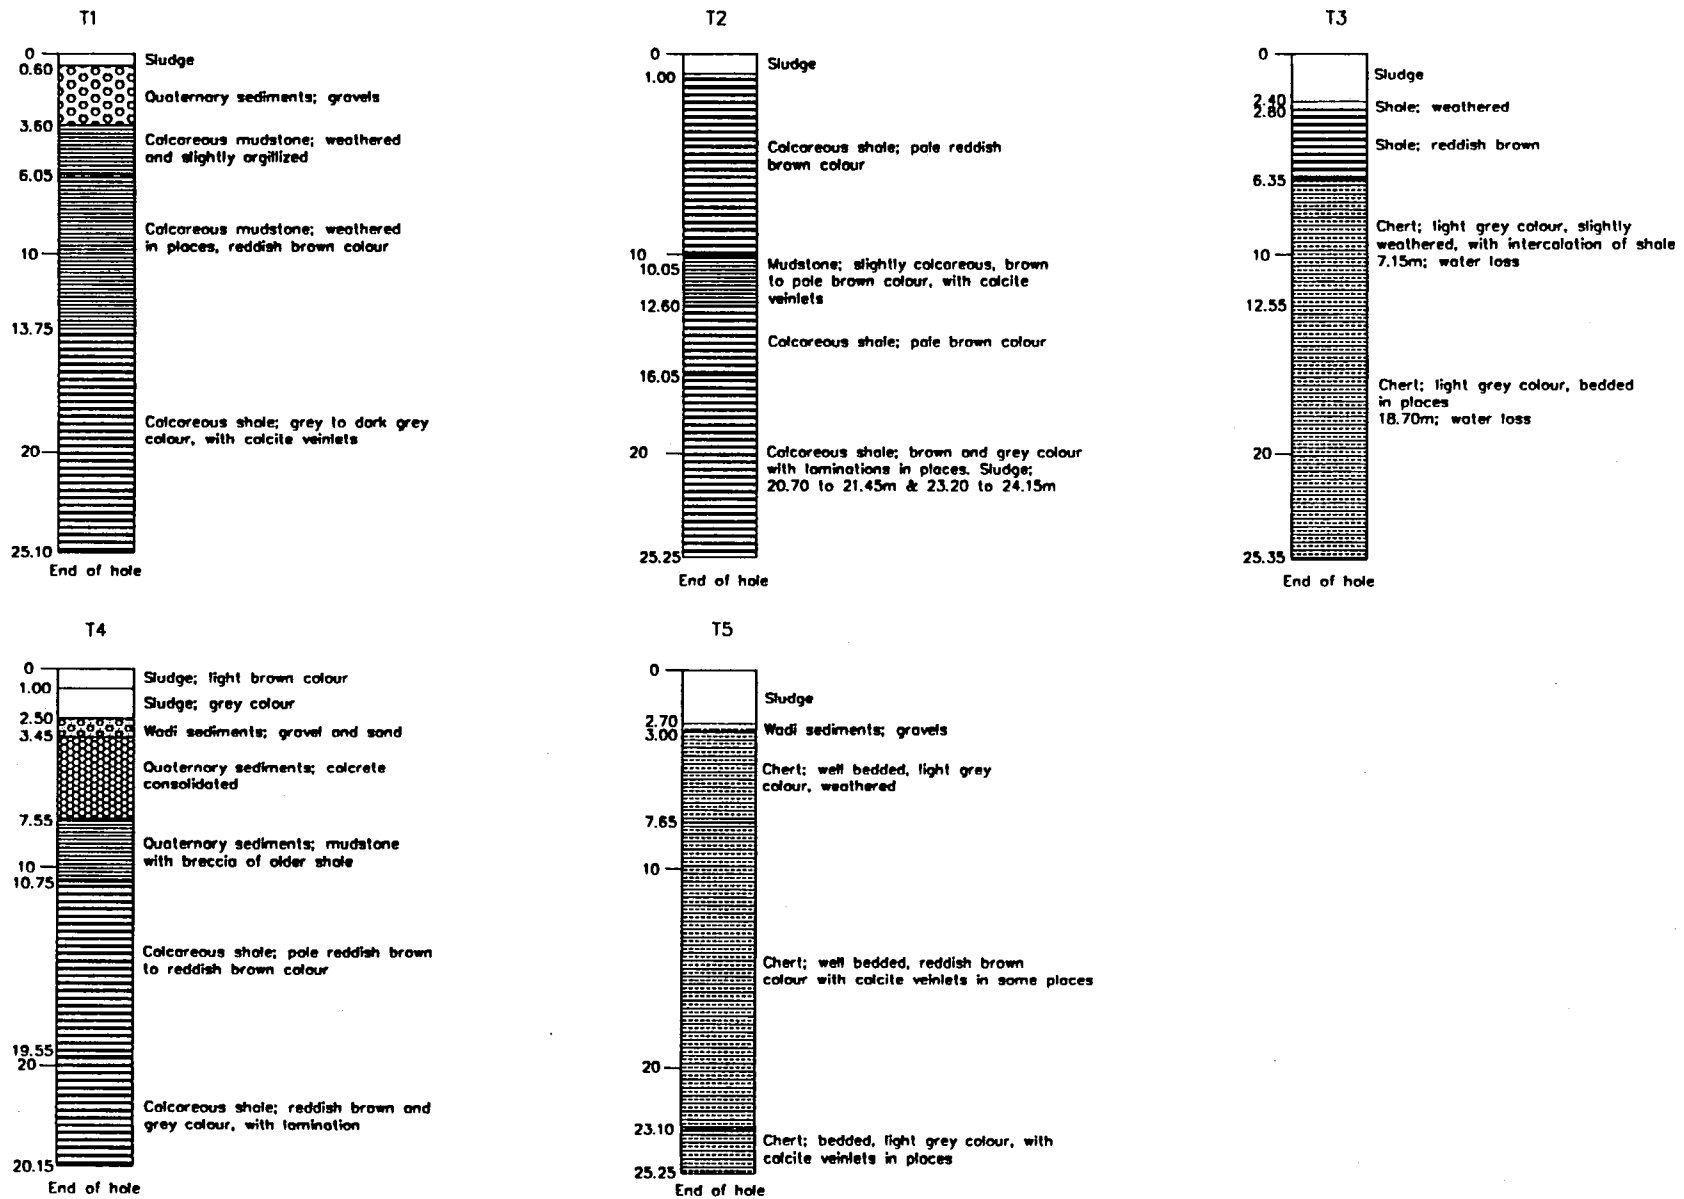 T1
0
Sludge
0.60
Quaternary sediments; gravels
3.60
Calcareous mudstone; weathered
and slightly argillized
6.05
Calcareous mudstone; weathered
in places, reddish brown colour
10
13.75
Calcareous shale; grey to dark grey
colour, with calcite veinlets
20
25.10
End of hole
T2
0
Sludge
1.00
Calcareous shale; pale reddish
brown colour
10
10.05
Mudstone; slightly calcareous, brown
to pale brown colour, with calcite
veinlets
12.60
Calcareous shale; pale brown colour
16.05
20
Calcareous shale; brown and grey colour
with laminations in places. Sludge;
20.70 to 21.45m & 23.20 to 24.15m
25.25
End of hole
T3
0
Sludge
2.40
Shale; weathered
2.80
Shale; reddish brown
6.35
Chert; light grey colour, slightly
weathered, with intercalation of shale
7.15m; water loss
10
12.55
Chert; light grey colour, bedded
in places
18.70m; water loss
20
25.35
End of hole
T4
0
Sludge; light brown colour
1.00
Sludge; grey colour
2.50
Wadi sediments; gravel and sand
3.45
Quaternary sediments; calcrete
consolidated
7.55
Quaternary sediments; mudstone
with breccia of older shale
10
10.75
Calcareous shale; pale reddish brown
to reddish brown colour
19.55
20
Calcareous shale; reddish brown and
grey colour, with lamination
20.15
End of hole
T5
0
Sludge
2.70
Wadi sediments; gravels
3.00
Chert; well bedded, light grey
colour, weathered
7.65
10
Chert; well bedded, reddish brown
colour with calcite veinlets in some places
20
23.10
Chert; bedded, light grey colour, with
calcite veinlets in places
25.25
End of hole